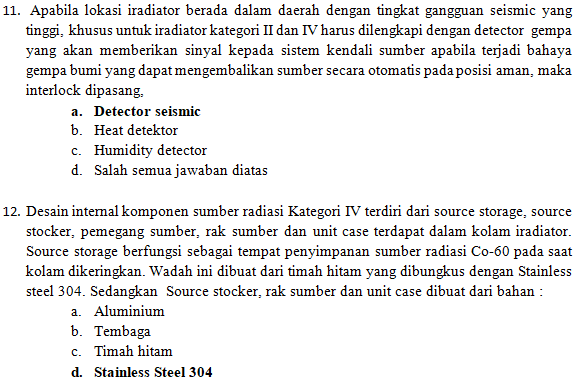 11. Apabila lokasi iradiator berada dalam daerah dengan tingkat gangguan seismic yang
tinggi, khusus untuk iradiator kategori II dan IV harus dilengkapi dengan detector gempa
yang akan memberikan sinyal kepada sistem kendali sumber apabila terjadi bahaya
gempa bumi yang dapat mengembalikan sumber secara otomatis pada posisi aman, maka
interlock dipasang,
a. Detector seismic
b. Heat detektor
c. Humidity detector
d. Salah semua jawaban diatas
12. Desain internal komponen sumber radiasi Kategori IV terdiri dari source storage, source
stocker, pemegang sumber, rak sumber dan unit case terdapat dalam kolam iradiator.
Source storage berfungsi sebagai tempat penyimpanan sumber radiasi Co-60 pada saat
kolam dikeringkan. Wadah ini dibuat dari timah hitam yang dibungkus dengan Stainless
steel 304. Sedangkan Source stocker, rak sumber dan unit case dibuat dari bahan :
a. Aluminium
b. Tembaga
c. Timah hitam
d. Stainless Steel 304